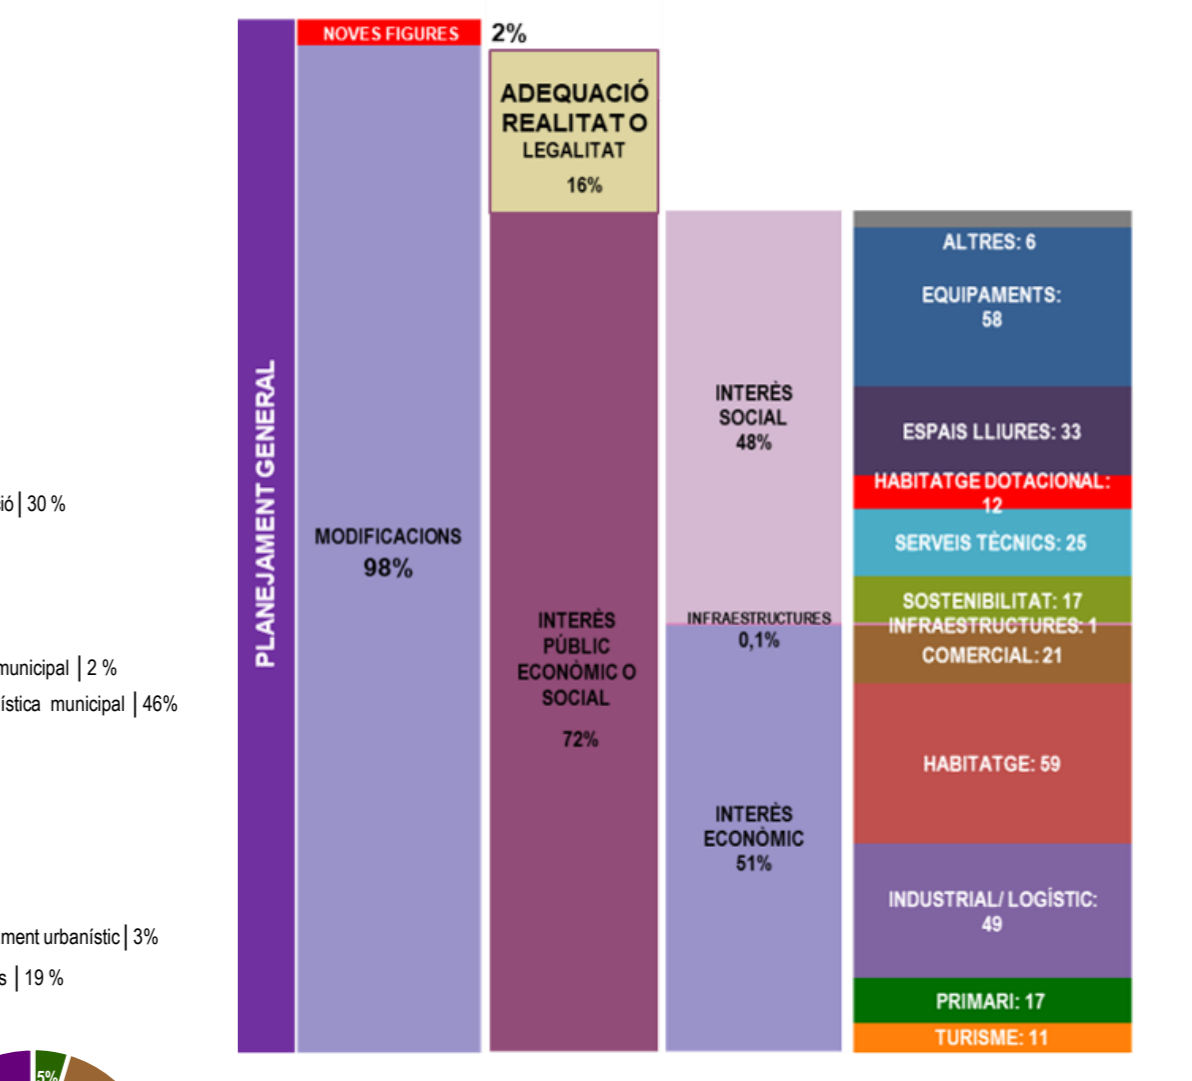 ió | 30 %
municipal | 2 %
ística municipal | 46%
ment urbanístic | 3%
s | 19 %
5%
PLANEJAMENT GENERAL
NOVES FIGURES
2%
MODIFICACIONS
98%
ADEQUACIÓ
REALITAT O
LEGALITAT
16%
INTERÈS
PÚBLIC
ECONÒMIC O
SOCIAL
72%
INTERÈS
SOCIAL
48%
INFRAESTRUCTURES
0,1%
INTERÈS
ECONÒMIC
51%
ALTRES: 6
EQUIPAMENTS:
58
ESPAIS LLIURES: 33
HABITATGE DOTACIONAL:
12
SERVEIS TÈCNICS: 25
SOSTENIBILITAT: 17
INFRAESTRUCTURES: 1
COMERCIAL: 21
HABITATGE: 59
INDUSTRIAL/ LOGÍSTIC:
49
PRIMARI: 17
TURISME: 11